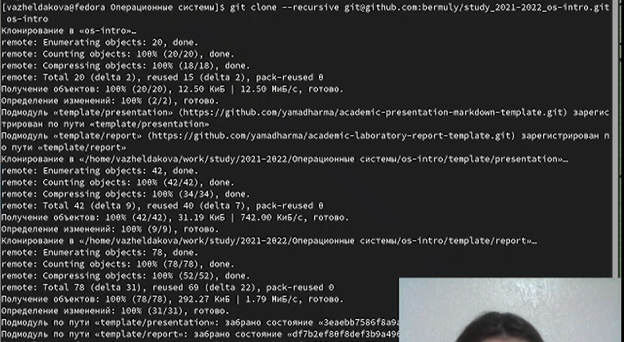 [vazheldakova@fedora Операционные системы]$ git clone --recursive git@github.com:bermuly/study_2021-2022_os-intro.git
os-intro
Клонирование в «os-intro»…
remote: Enumerating objects: 20, done.
remote: Counting objects: 100% (20/20), done.
remote: Compressing objects: 100% (18/18), done.
remote: Total 20 (delta 2), reused 15 (delta 2), pack-reused 0
Получение объектов: 100% (20/20), 12.50 КиБ | 12.50 МиБ/с, готово.
Определение изменений: 100% (2/2), готово.
Подмодуль «template/presentation» (https://github.com/yamadharma/academic-presentation-markdown-template.git) зарегис
трирован по пути «template/presentation»
Подмодуль «template/report» (https://github.com/yamadharma/academic-laboratory-report-template.git) зарегистрирован п
о пути «template/report»
Клонирование в «/home/vazheldakova/work/study/2021-2022/Операционные системы/os-intro/template/presentation»…
remote: Enumerating objects: 42, done.
remote: Counting objects: 100% (42/42), done.
remote: Compressing objects: 100% (34/34), done.
remote: Total 42 (delta 9), reused 40 (delta 7), pack-reused 0
Получение объектов: 100% (42/42), 31.19 КиБ | 742.00 КиБ/с, готово.
Определение изменений: 100% (9/9), готово.
Клонирование в «/home/vazheldakova/work/study/2021-2022/Операционные системы/os-intro/template/report»…
remote: Enumerating objects: 78, done.
remote: Counting objects: 100% (78/78), done.
remote: Compressing objects: 100% (52/52), done.
remote: Total 78 (delta 31), reused 69 (delta 22), pack-reused 0
Получение объектов: 100% (78/78), 292.27 КиБ | 1.79 МиБ/с, готово.
Определение изменений: 100% (31/31), готово.
Подмодуль по пути «template/presentation»: забрано состояние
Подмодуль по пути «template/report»: забрано состояние